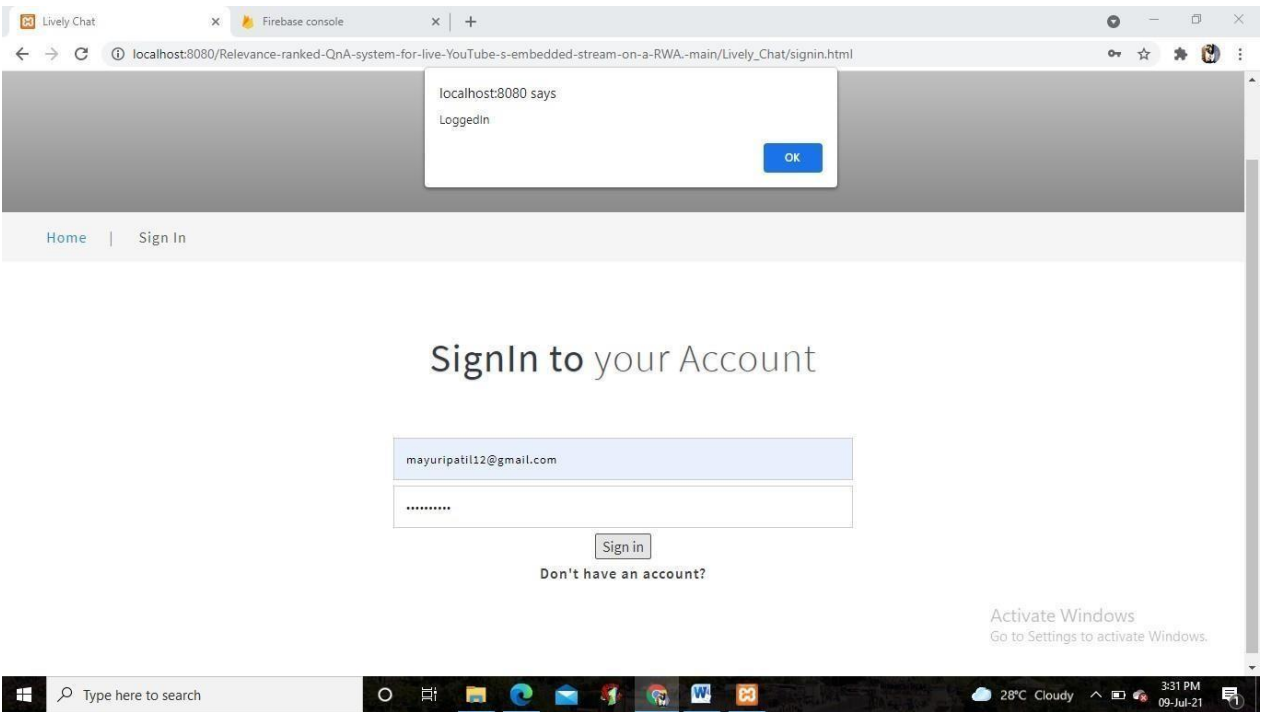 Lively Chat
Firebase console
localhost:8080/Relevance-ranked-QnA-system-for-live-YouTube-s-embedded-stream-on-a-RWA.-main/Lively_Chat/signin.html
localhost:8080 says
LoggedIn
OK
Home | Sign In
SignIn to your Account
mayuripatil12@gmail.com
••••••••••
Sign in
Don't have an account?
Activate Windows
Go to Settings to activate Windows.
Type here to search
28°C Cloudy
3:31 PM
09-Jul-21
1